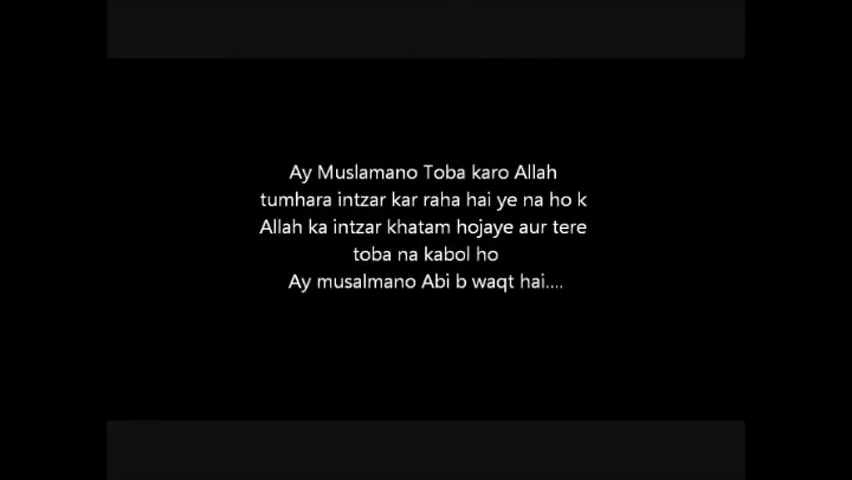 Ay Muslamano Toba karo Allah
tumhara intzar kar raha hai ye na ho k
Allah ka intzar khatam hojaye aur tere
toba na kabol ho
Ay musalmano Abi b waqt hai....